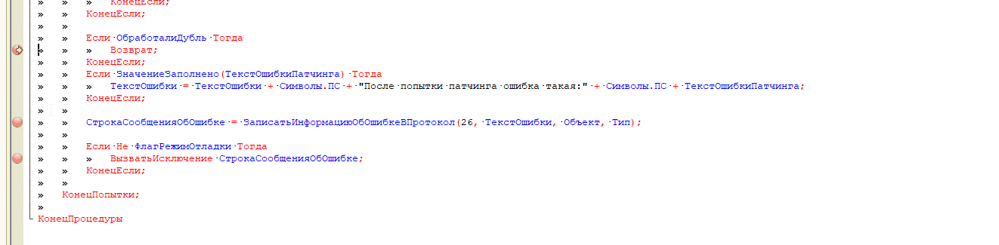 КонецЕсли;
КонецЕсли;
Если ОбработалиДубль Тогда
Возврат;
КонецЕсли;
Если ЗначениеЗаполнено(ТекстОшибкиПатчинга) Тогда
ТекстОшибки = ТекстОшибки + Символы.ПС + "После попытки патчинга ошибка такая:" + Символы.ПС + ТекстОшибкиПатчинга;
КонецЕсли;
СтрокаСообщенияОбОшибке = ЗаписатьИнформациюОбОшибкеВПротокол(26, ТекстОшибки, Объект, Тип);
Если Не ФлагРежимОтладки Тогда
ВызватьИсключение СтрокаСообщенияОбОшибке;
КонецЕсли;
КонецПопытки;
КонецПроцедуры